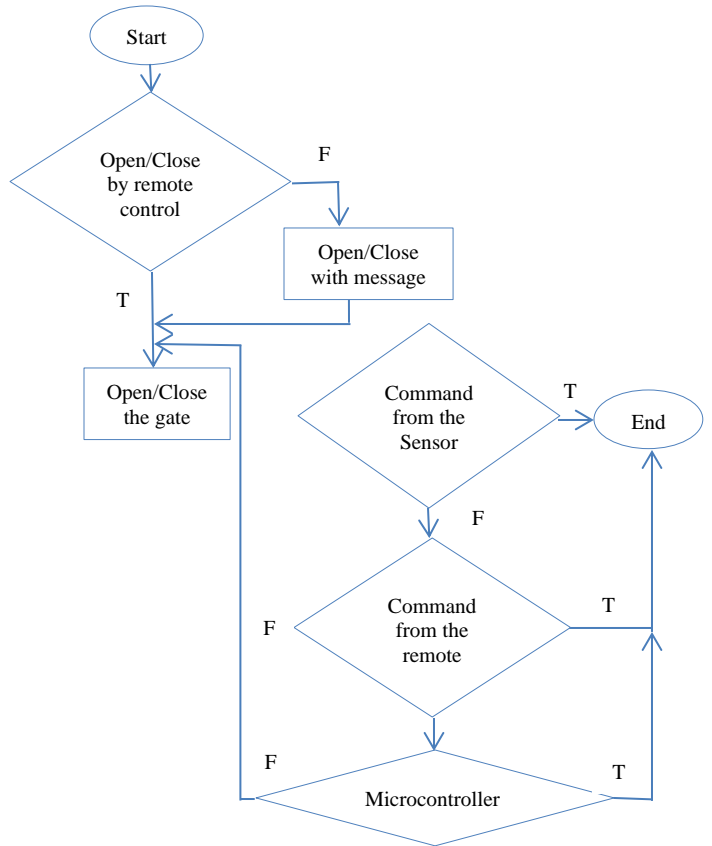 Start
Open/Close
by remote
control
F
Open/Close
with message
T
Open/Close
the gate
Command
from the
Sensor
T
End
F
Command
from the
remote
T
F
F
T
Microcontroller